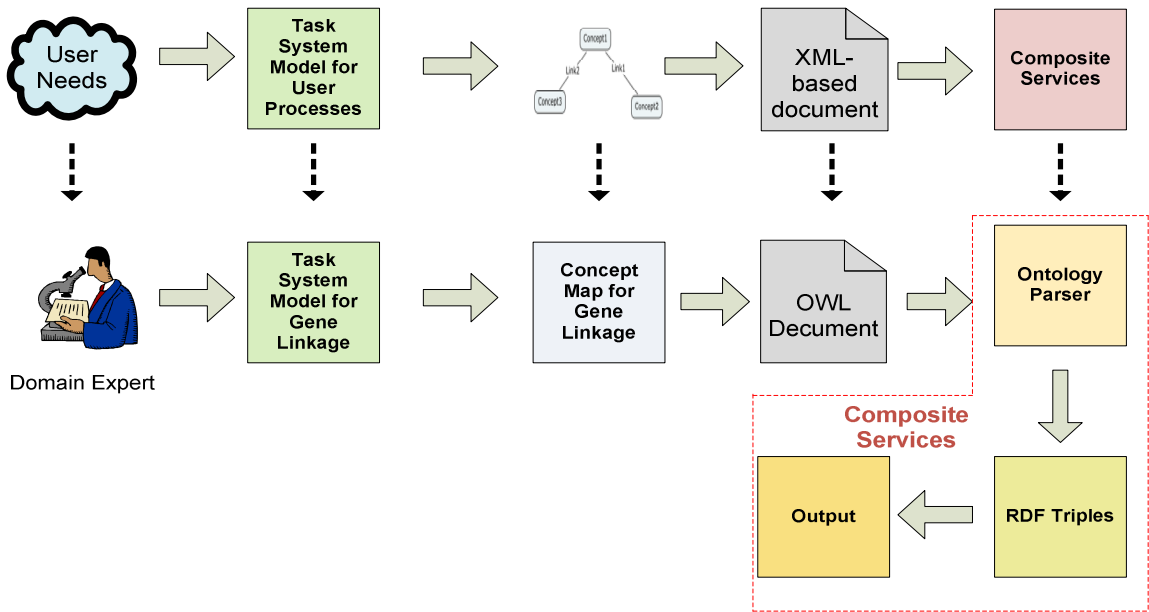 User
Needs
Task
System
Model for
User
Processes
Concept1
Link2
Link1
Concept3
Concept2
XML-
based
document
Composite
Services
Domain Expert
Task
System
Model for
Gene
Linkage
Concept
Map for
Gene
Linkage
OWL
Decument
Ontology
Parser
Composite
Services
Output
RDF Triples